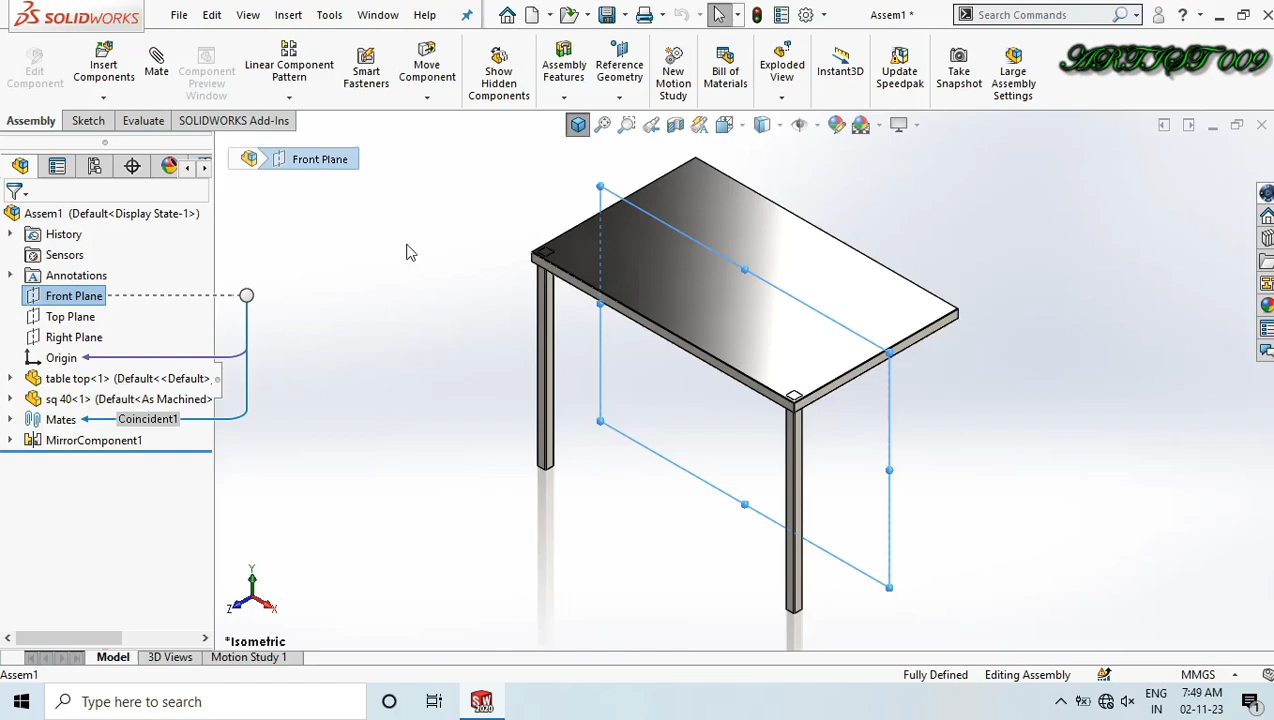 SOLIDWORKS File Edit View Insert Tools Window Help Assem1 * Search Commands ?
Edit Component
Insert Components
Mate
Component Preview Window
Linear Component Pattern
Smart Fasteners
Move Component
Show Hidden Components
Assembly Features
Reference Geometry
New Motion Study
Bill of Materials
Exploded View
Instant3D
Update Speedpak
Take Snapshot
Large Assembly Settings
ARTIST 009
Assembly Sketch Evaluate SOLIDWORKS Add-Ins
Front Plane
Assem1 (Default<Display State-1>)
History
Sensors
Annotations
Front Plane
Top Plane
Right Plane
Origin
table top<1> (Default<<Default>_
sq 40<1> (Default<As Machined>
Mates Coincident1
MirrorComponent1
Y
Z X
*Isometric
Model 3D Views Motion Study 1
Assem1 Fully Defined Editing Assembly MMGS
Type here to search
SW 2020
ENG IN
7:49 AM
02-11-23
1